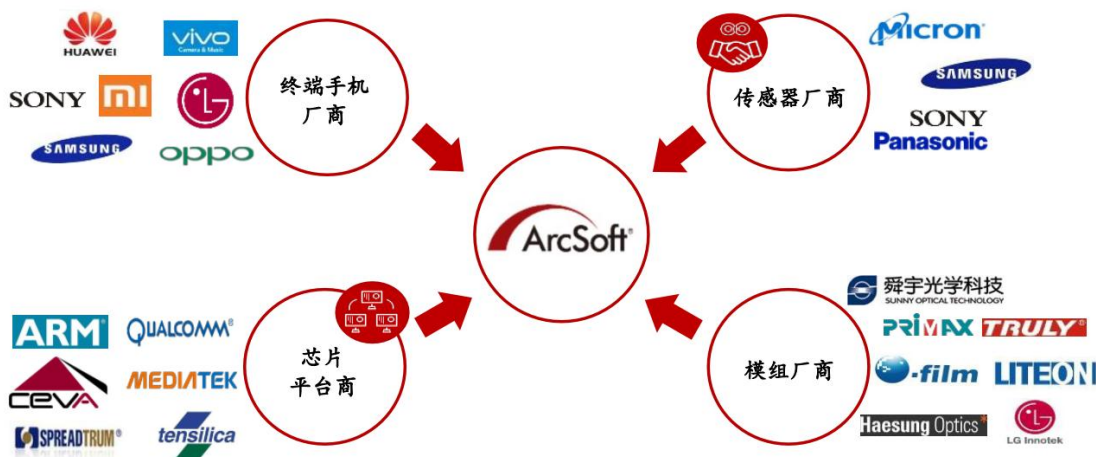 HUAWEI
vivo
Camera & Music
SONY
mi
LG
SAMSUNG
oppo
终端手机
厂商
传感器厂商
Micron
SAMSUNG
SONY
Panasonic
ArcSoft®
ARM®
QUALCOMM®
CEVA
MEDIATEK
SPREADTRUM®
tensilica
芯片
平台商
模组厂商
舜宇光学科技
SUNNY OPTICAL TECHNOLOGY
PRIMAX
TRULY®
-film
LITEON
Haesung Optics
LG
LG Innotek